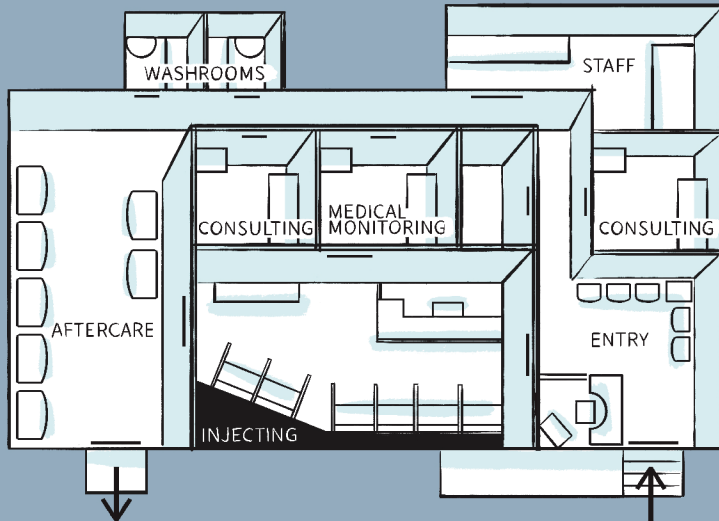 WASHROOMS
STAFF
CONSULTING
MEDICAL
MONITORING
CONSULTING
AFTERCARE
ENTRY
INJECTING